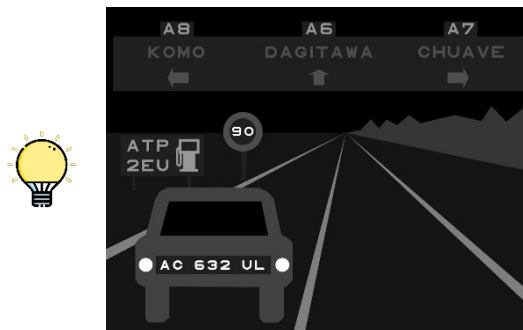 A8 A6 A7
KOMO DAGITAWA CHUAVE
90
ATP
2EU
AC 632 UL